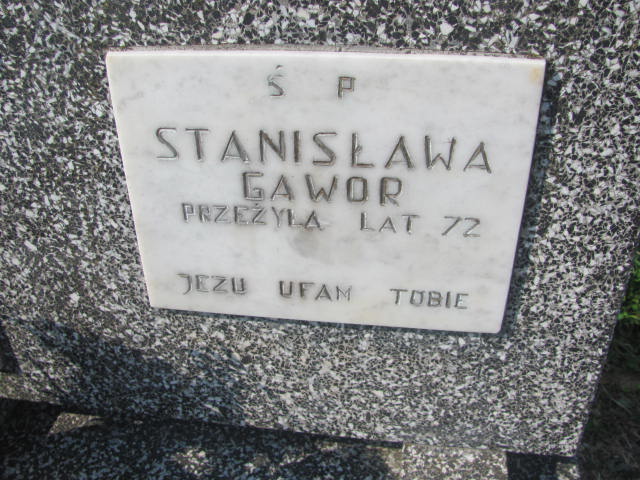 Ś P
STANISŁAWA
GAWOR
PRZEŻYŁA LAT 72
JEZU UFAM TOBIE